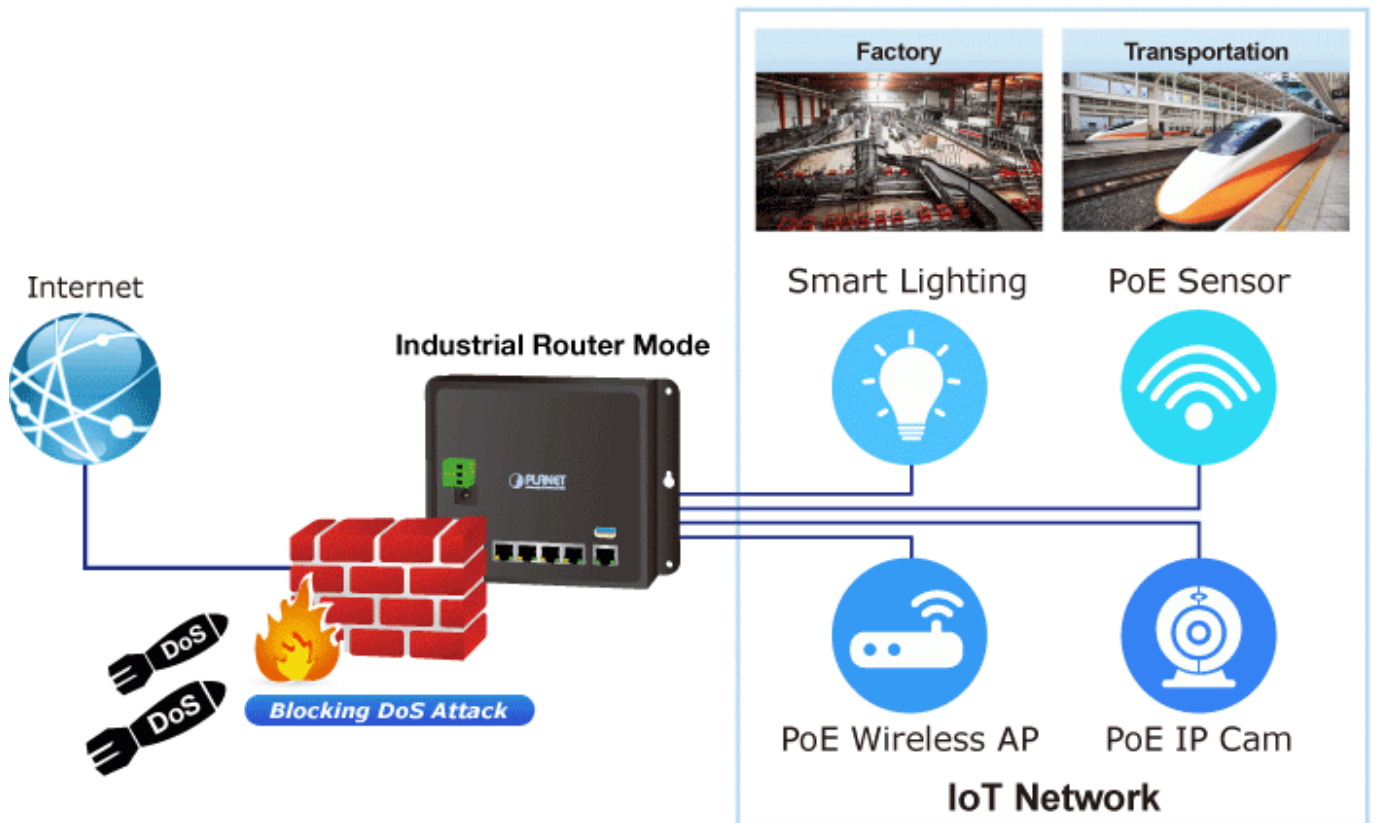 Factory
Transportation
Internet
Smart Lighting
PoE Sensor
Industrial Router Mode
PLANET
DoS
DoS
Blocking DoS Attack
PoE Wireless AP
PoE IP Cam
IoT Network